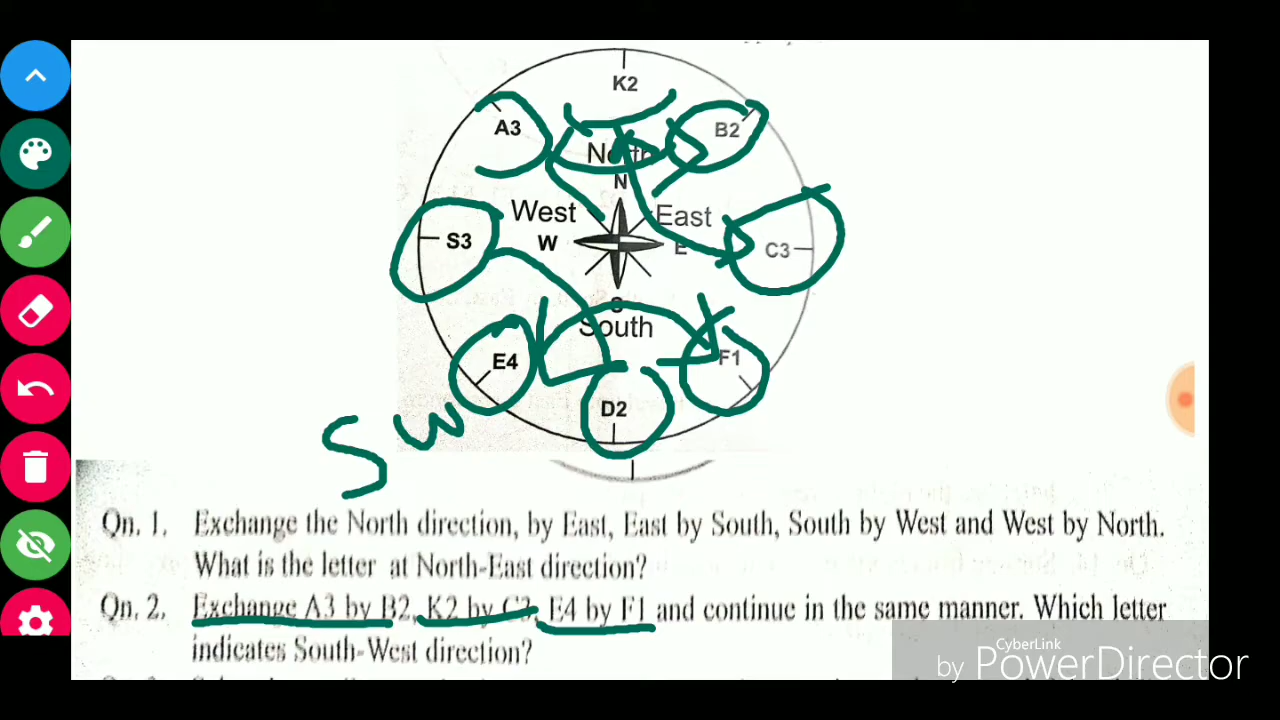 K2
A3
B2
North
N
West
East
S3
W
E
C3
S
South
E4
F1
D2
S W
Qn. 1. Exchange the North direction, by East, East by South, South by West and West by North.
What is the letter at North-East direction?
Qn. 2. Exchange A3 by B2, K2 by C3, E4 by F1 and continue in the same manner. Which letter
indicates South-West direction?
CyberLink
by PowerDirector